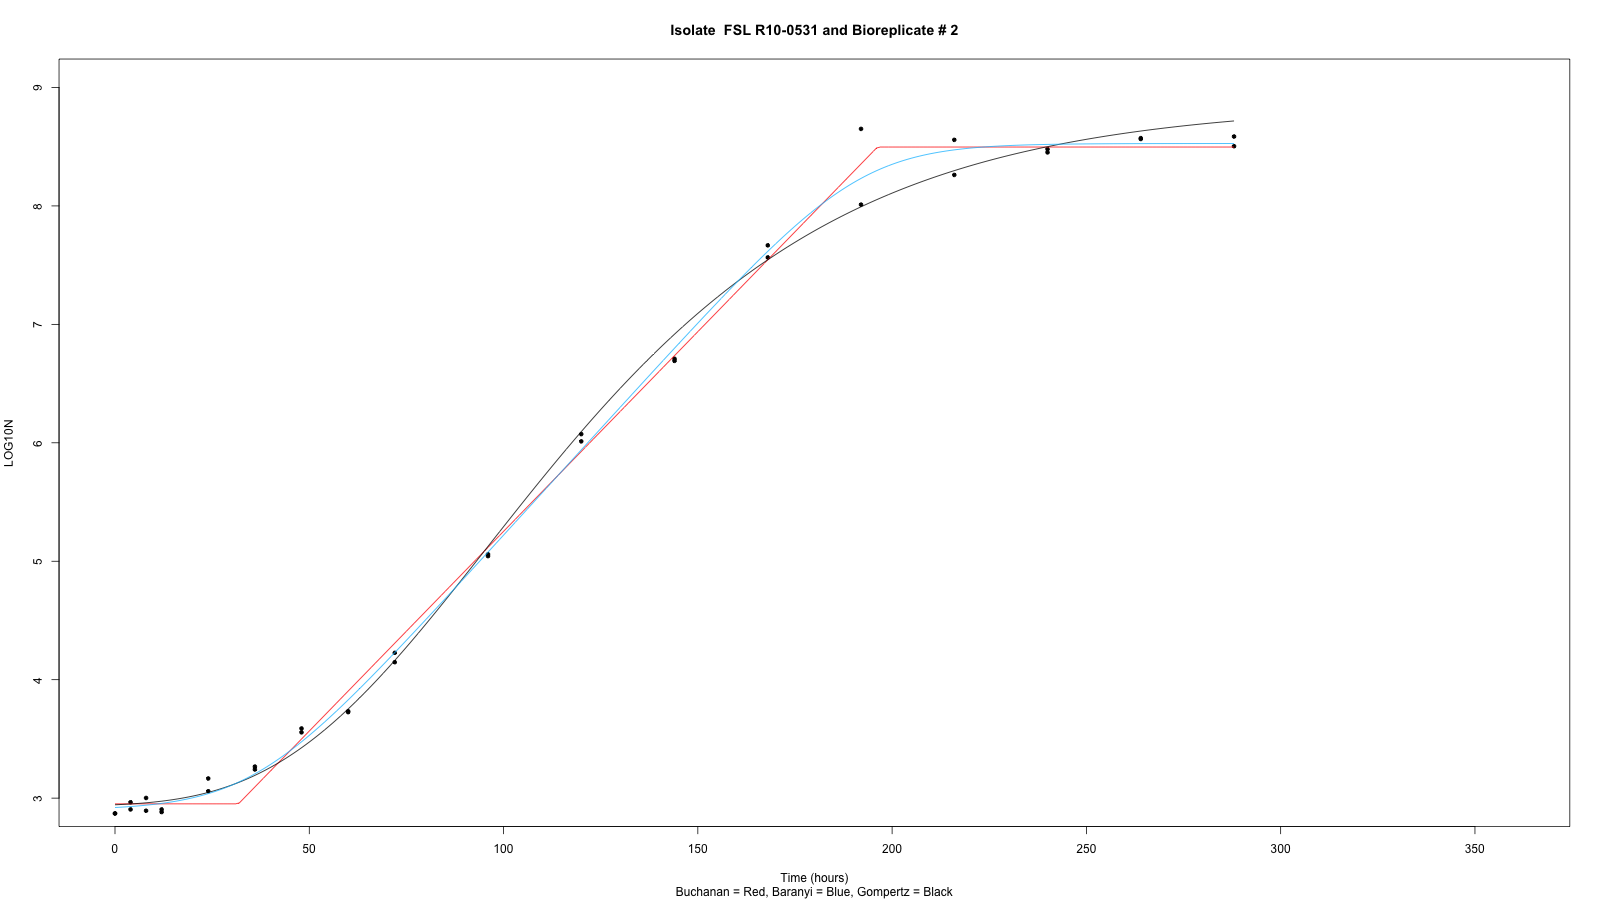 Isolate  FSL R10-0531 and Bioreplicate # 2
9
8
7
6
5
4
3
LOG10N
0 50 100 150 200 250 300 350
Time (hours)
Buchanan = Red, Baranyi = Blue, Gompertz = Black